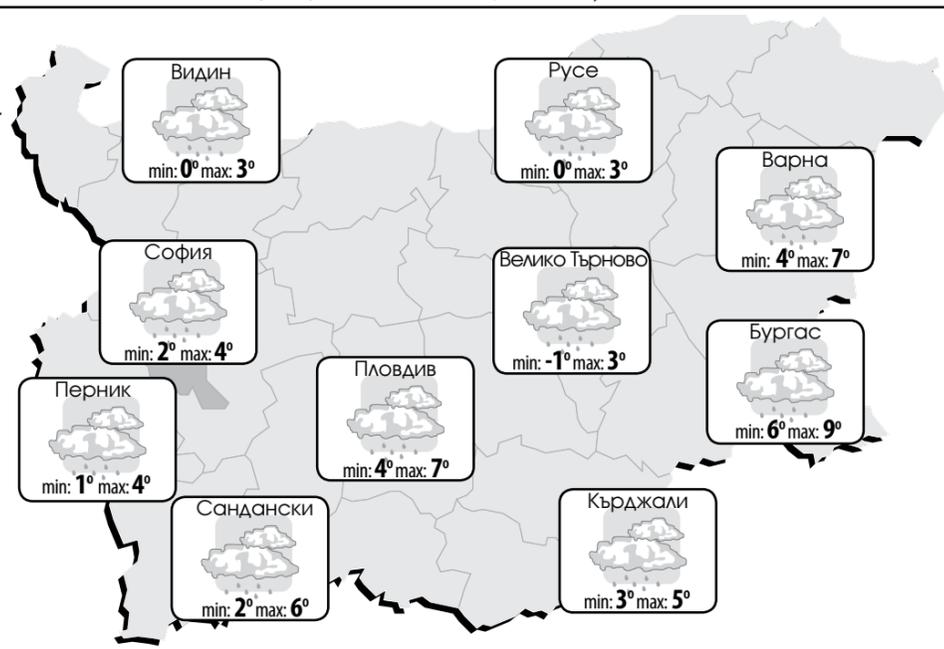 Видин
min: 0° max: 3°
Русе
min: 0° max: 3°
Варна
min: 4° max: 7°
София
min: 2° max: 4°
Велико Търново
min: -1° max: 3°
Бургас
min: 6° max: 9°
Пловдив
min: 4° max: 7°
Перник
min: 1° max: 4°
Сандански
min: 2° max: 6°
Кърджали
min: 3° max: 5°